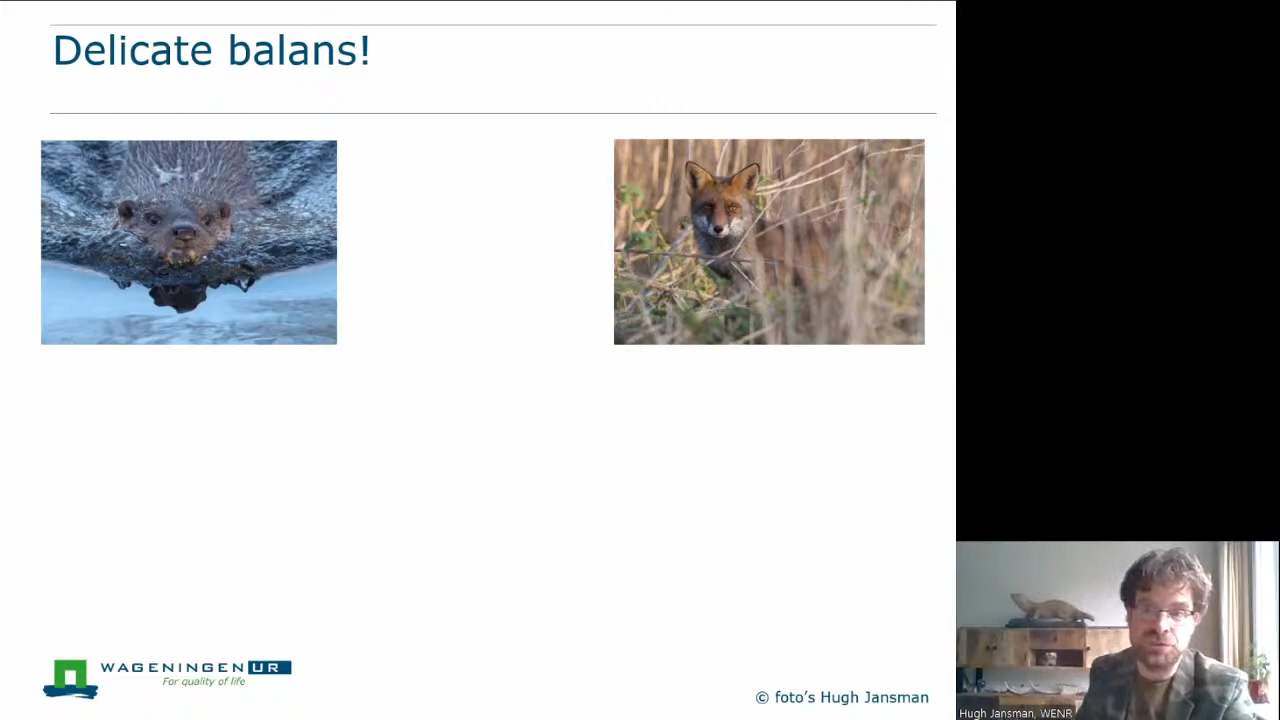 Delicate balans!
WAGENINGEN UR
For quality of life
© foto's Hugh Jansman
Hugh Jansman, WENR